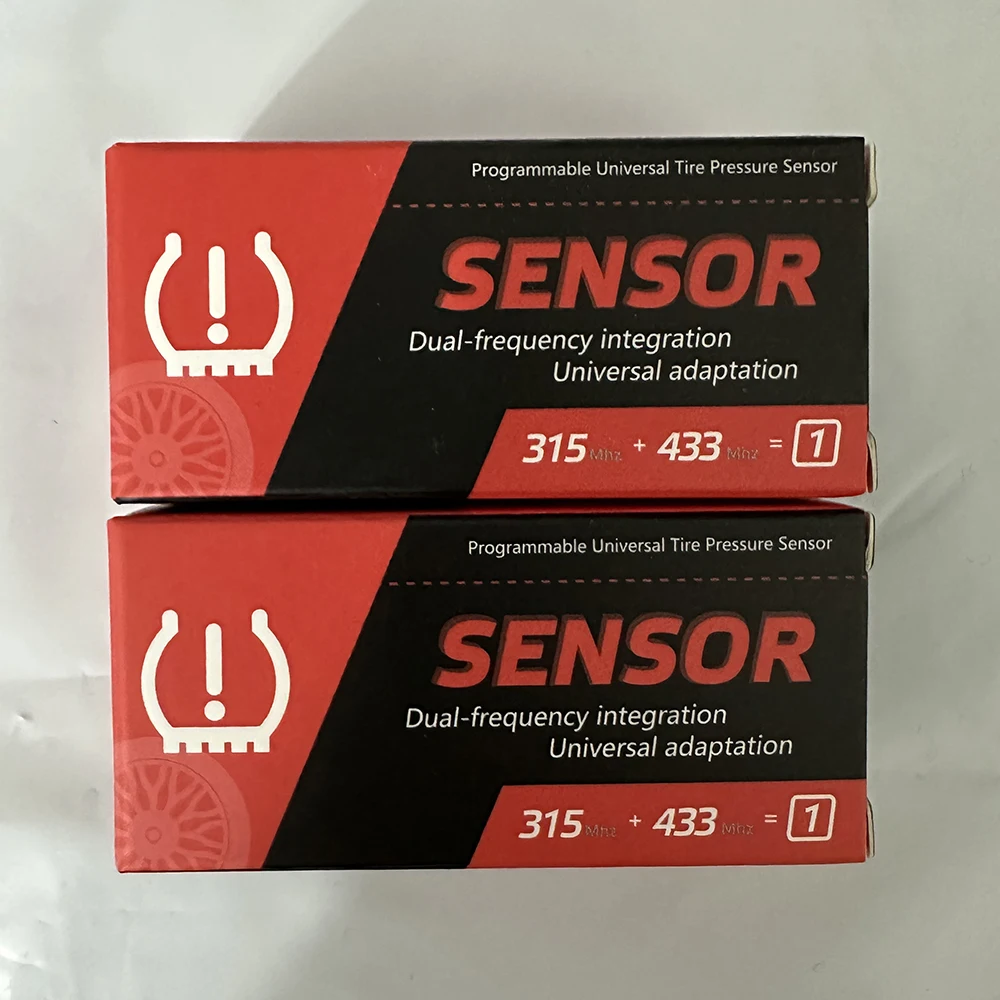 Programmable Universal Tire Pressure Sensor
SENSOR
Dual-frequency integration
Universal adaptation
315 Mhz + 433 Mhz = 1
Programmable Universal Tire Pressure Sensor
SENSOR
Dual-frequency integration
Universal adaptation
315 Mhz + 433 Mhz = 1